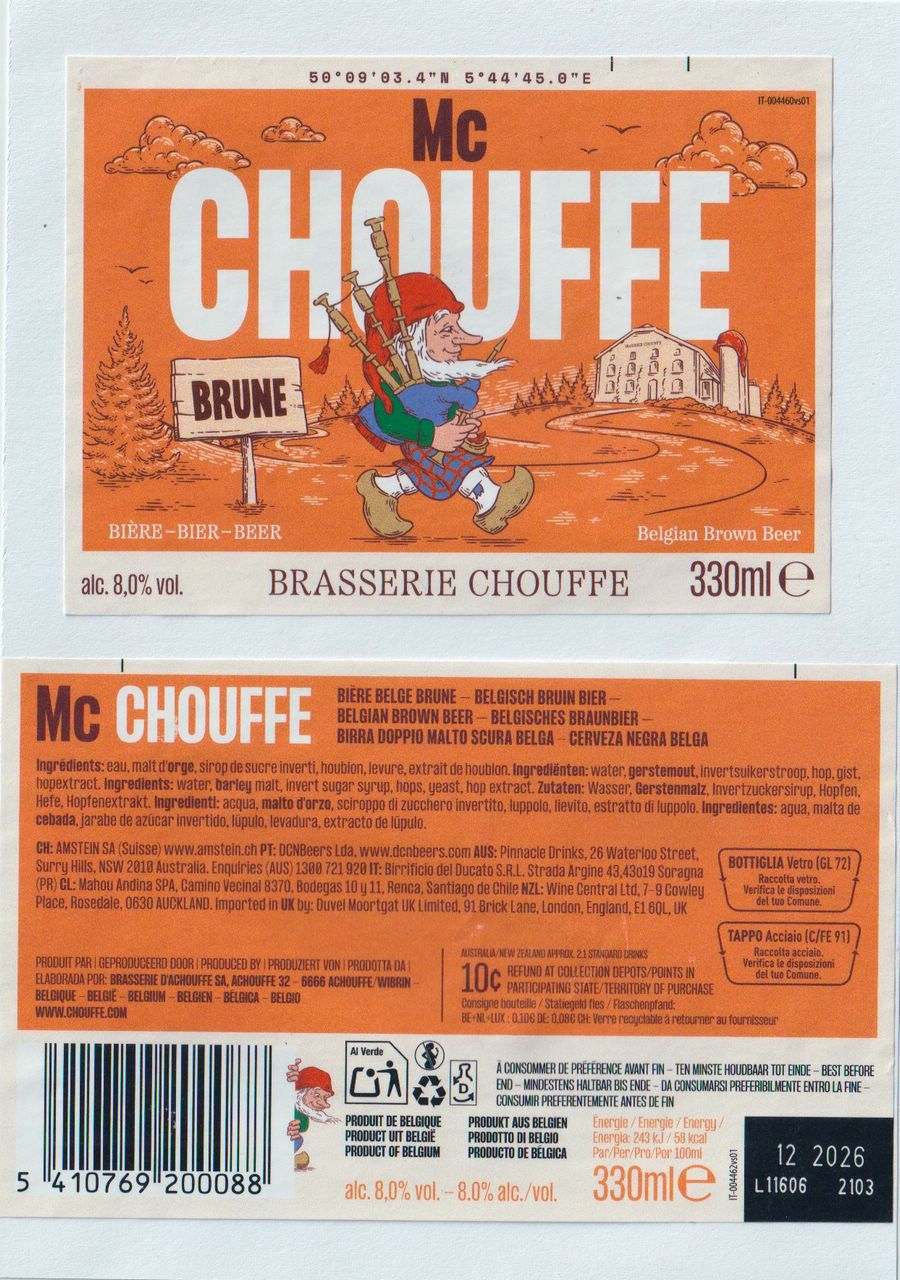 50°09'03.4"N 5°44'45.0"E
IT-004460vs01
Mc
CHOUFFE
BRUNE
BIÈRE–BIER–BEER
Belgian Brown Beer
alc. 8,0% vol.
BRASSERIE CHOUFFE
330ml e
Mc CHOUFFE
BIÈRE BELGE BRUNE – BELGISCH BRUIN BIER –
BELGIAN BROWN BEER – BELGISCHES BRAUNBIER –
BIRRA DOPPIO MALTO SCURA BELGA – CERVEZA NEGRA BELGA
Ingrédients: eau, malt d'orge, sirop de sucre inverti, houblon, levure, extrait de houblon. Ingrediënten: water, gerstemout, invertsuikerstroop, hop, gist,
hopextract. Ingredients: water, barley malt, invert sugar syrup, hops, yeast, hop extract. Zutaten: Wasser, Gerstenmalz, Invertzuckersirup, Hopfen,
Hefe, Hopfenextrakt. Ingredienti: acqua, malto d'orzo, sciroppo di zucchero invertito, luppolo, lievito, estratto di luppolo. Ingredientes: agua, malta de
cebada, jarabe de azúcar invertido, lúpulo, levadura, extracto de lúpulo.
CH: AMSTEIN SA (Suisse) www.amstein.ch PT: DCNBeers Lda, www.dcnbeers.com AUS: Pinnacle Drinks, 26 Waterloo Street,
Surry Hills, NSW 2010 Australia. Enquiries (AUS) 1300 721 920 IT: Birrificio del Ducato S.R.L. Strada Argine 43,43019 Soragna
(PR) CL: Mahou Andina SPA, Camino Vecinal 8370, Bodegas 10 y 11, Renca, Santiago de Chile NZL: Wine Central Ltd, 7-9 Cowley
Place, Rosedale, 0630 AUCKLAND. Imported in UK by: Duvel Moortgat UK Limited, 91 Brick Lane, London, England, E1 6QL, UK
BOTTIGLIA Vetro (GL 72)
Raccolta vetro.
Verifica le disposizioni
del tuo Comune.
TAPPO Acciaio (C/FE 91)
Raccolta acciaio.
Verifica le disposizioni
del tuo Comune.
PRODUIT PAR | GEPRODUCEERD DOOR | PRODUCED BY | PRODUZIERT VON | PRODOTTA DA |
ELABORADA POR: BRASSERIE D'ACHOUFFE SA, ACHOUFFE 32 – 6666 ACHOUFFE/WIBRIN –
BELGIQUE – BELGIË – BELGIUM – BELGIEN – BÉLGICA – BELGIO
WWW.CHOUFFE.COM
AUSTRALIA/NEW ZEALAND APPROX. 2.1 STANDARD DRINKS
10¢ REFUND AT COLLECTION DEPOTS/POINTS IN
PARTICIPATING STATE/TERRITORY OF PURCHASE
Consigne bouteille / Statiegeld fles / Flaschenpfand:
BE+NL+LUX : 0,10€ DE: 0,08€ CH: Verre recyclable à retourner au fournisseur
Al Verde
D
À CONSOMMER DE PRÉFÉRENCE AVANT FIN – TEN MINSTE HOUDBAAR TOT EINDE – BEST BEFORE
END – MINDESTENS HALTBAR BIS ENDE – DA CONSUMARSI PREFERIBILMENTE ENTRO LA FINE –
CONSUMIR PREFERENTEMENTE ANTES DE FIN
PRODUIT DE BELGIQUE
PRODUCT UIT BELGIË
PRODUCT OF BELGIUM
PRODUKT AUS BELGIEN
PRODOTTO DI BELGIO
PRODUCTO DE BÉLGICA
Énergie / Energie / Energy /
Energia: 243 kJ / 58 kcal
Par/Per/Pro/Por 100ml
alc. 8,0% vol. – 8.0% alc./vol.
330ml e
IT-004462vs01
12 2026
L11606 2103
5 410769 200088